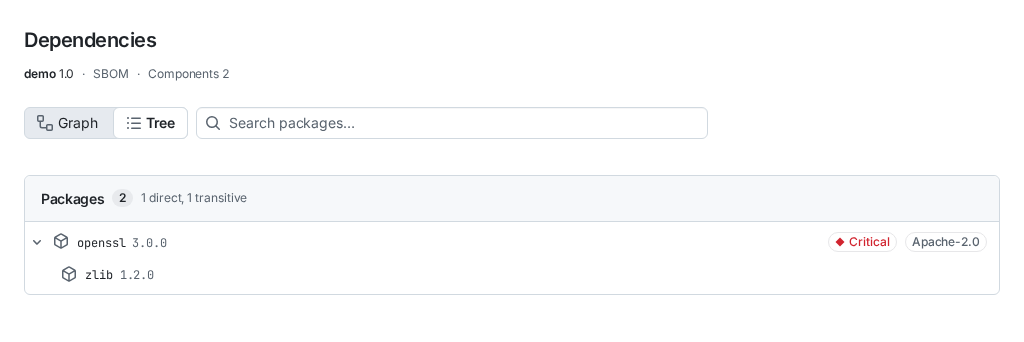 Dependencies
demo 1.0 · SBOM · Components 2
Graph Tree Search packages...
Packages 2 1 direct, 1 transitive
openssl 3.0.0 Critical Apache-2.0
zlib 1.2.0